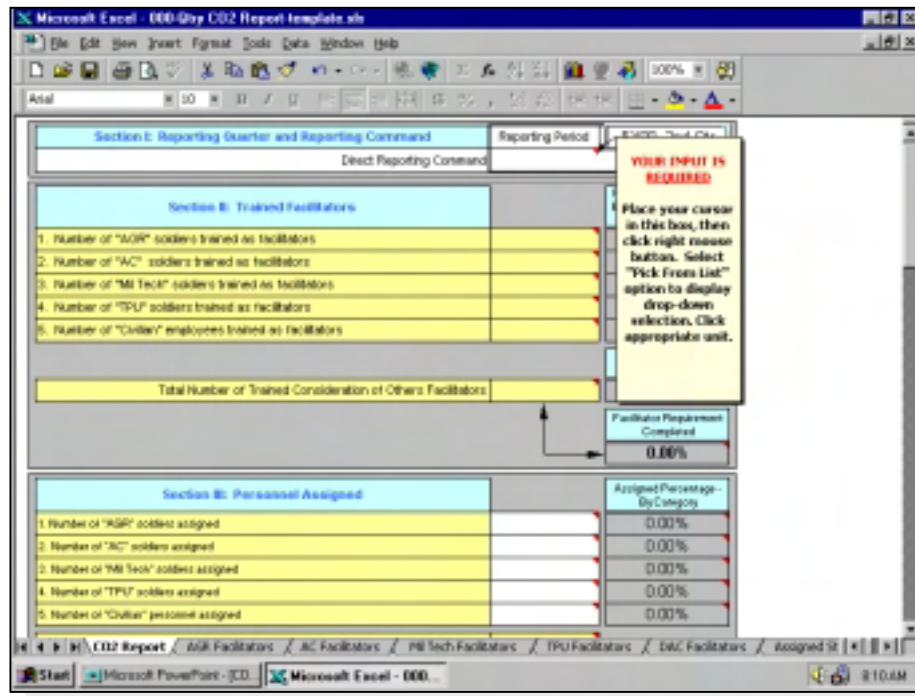 Microsoft Excel - 000-Qtly CO2 Report-template.xls
File Edit View Insert Format Tools Data Window Help
100%
Arial 10
Section I: Reporting Quarter and Reporting Command
Reporting Period
Direct Reporting Command
YOUR INPUT IS
REQUIRED
Place your cursor
in this box, then
click right mouse
button. Select
"Pick From List"
option to display
drop-down
selection. Click
appropriate unit.
Section II: Trained Facilitators
1. Number of "AGR" soldiers trained as facilitators
2. Number of "AC" soldiers trained as facilitators
3. Number of "Mil Tech" soldiers trained as facilitators
4. Number of "TPU" soldiers trained as facilitators
5. Number of "Civilian" employees trained as facilitators
Total Number of Trained Consideration of Others Facilitators
Facilitator Requirement
Completed
0.00%
Section III: Personnel Assigned
Assigned Percentage -
By Category
1. Number of "AGR" soldiers assigned
0.00%
2. Number of "AC" soldiers assigned
0.00%
3. Number of "Mil Tech" soldiers assigned
0.00%
4. Number of "TPU" soldiers assigned
0.00%
5. Number of "Civilian" personnel assigned
0.00%
CO2 Report / AGR Facilitators / AC Facilitators / Mil Tech Facilitators / TPU Facilitators / DAC Facilitators / Assigned St
Start Microsoft PowerPoint - [CO... Microsoft Excel - 000... 8:10 AM